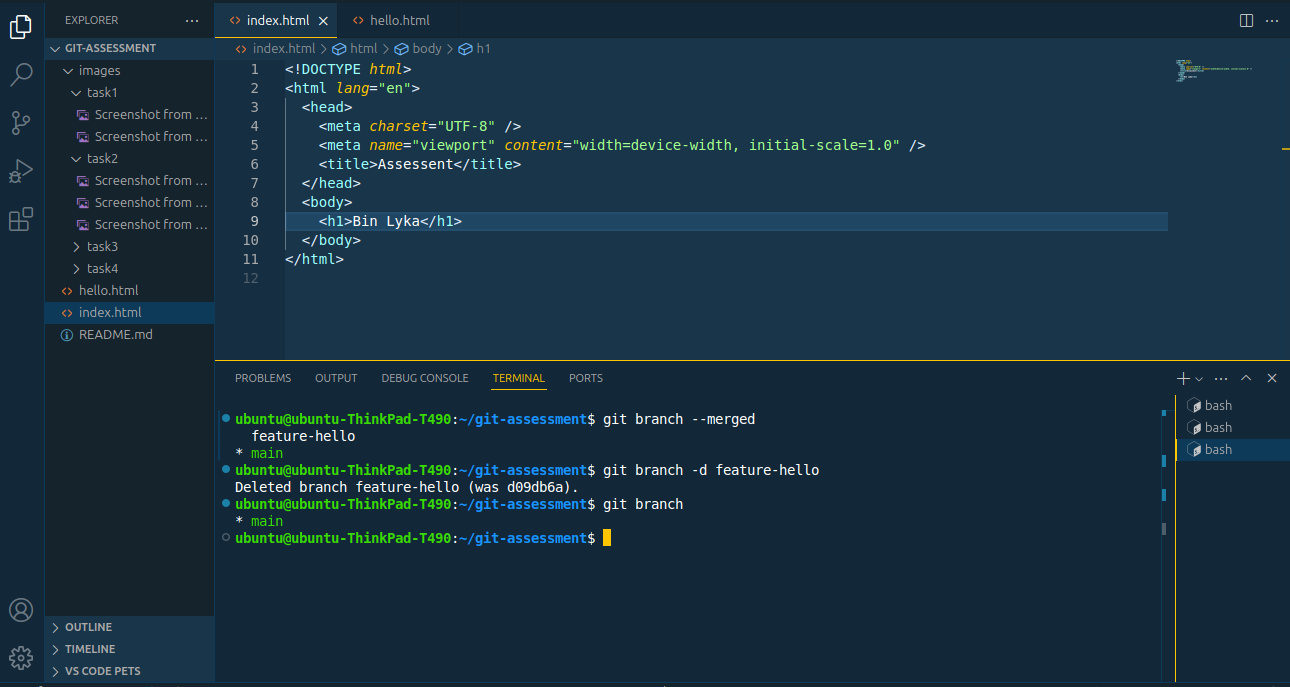 EXPLORER
GIT-ASSESSMENT
images
task1
Screenshot from ...
Screenshot from ...
task2
Screenshot from ...
Screenshot from ...
Screenshot from ...
task3
task4
hello.html
index.html
README.md
OUTLINE
TIMELINE
VS CODE PETS
index.html
hello.html
index.html > html > body > h1
1 <!DOCTYPE html>
2 <html lang="en">
3 <head>
4 <meta charset="UTF-8" />
5 <meta name="viewport" content="width=device-width, initial-scale=1.0" />
6 <title>Assessent</title>
7 </head>
8 <body>
9 <h1>Bin Lyka</h1>
10 </body>
11 </html>
12
PROBLEMS OUTPUT DEBUG CONSOLE TERMINAL PORTS
ubuntu@ubuntu-ThinkPad-T490:~/git-assessment$ git branch --merged
feature-hello
* main
ubuntu@ubuntu-ThinkPad-T490:~/git-assessment$ git branch -d feature-hello
Deleted branch feature-hello (was d09db6a).
ubuntu@ubuntu-ThinkPad-T490:~/git-assessment$ git branch
* main
ubuntu@ubuntu-ThinkPad-T490:~/git-assessment$
bash
bash
bash